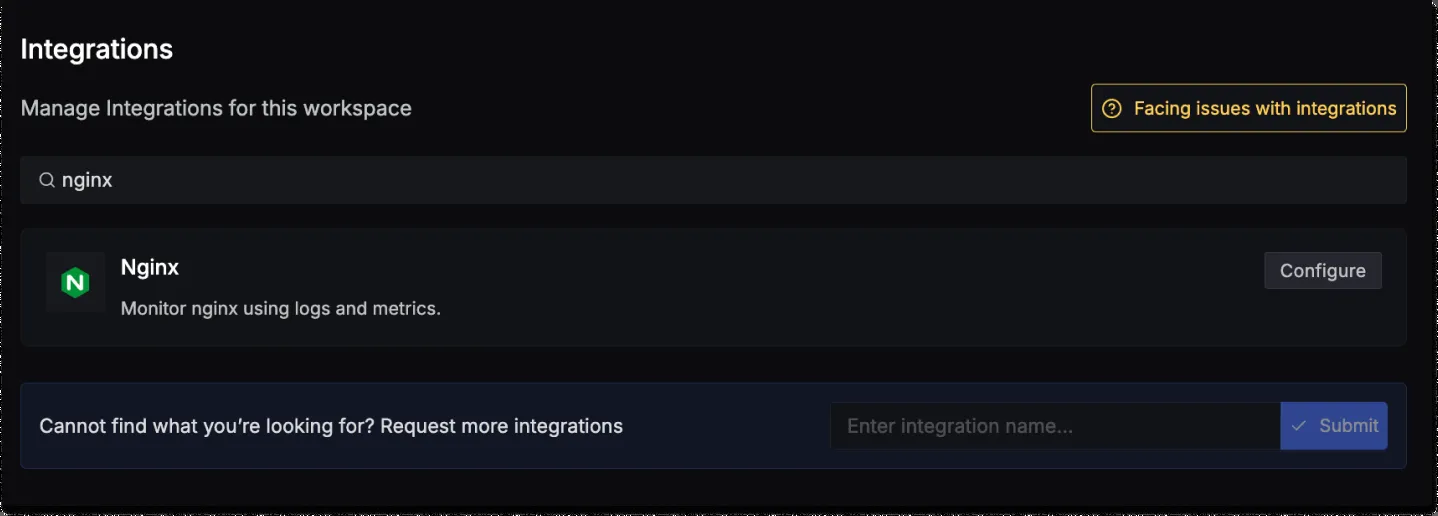 Integrations
Manage Integrations for this workspace
Facing issues with integrations
nginx
N
Nginx
Configure
Monitor nginx using logs and metrics.
Cannot find what you’re looking for? Request more integrations
Enter integration name...
Submit